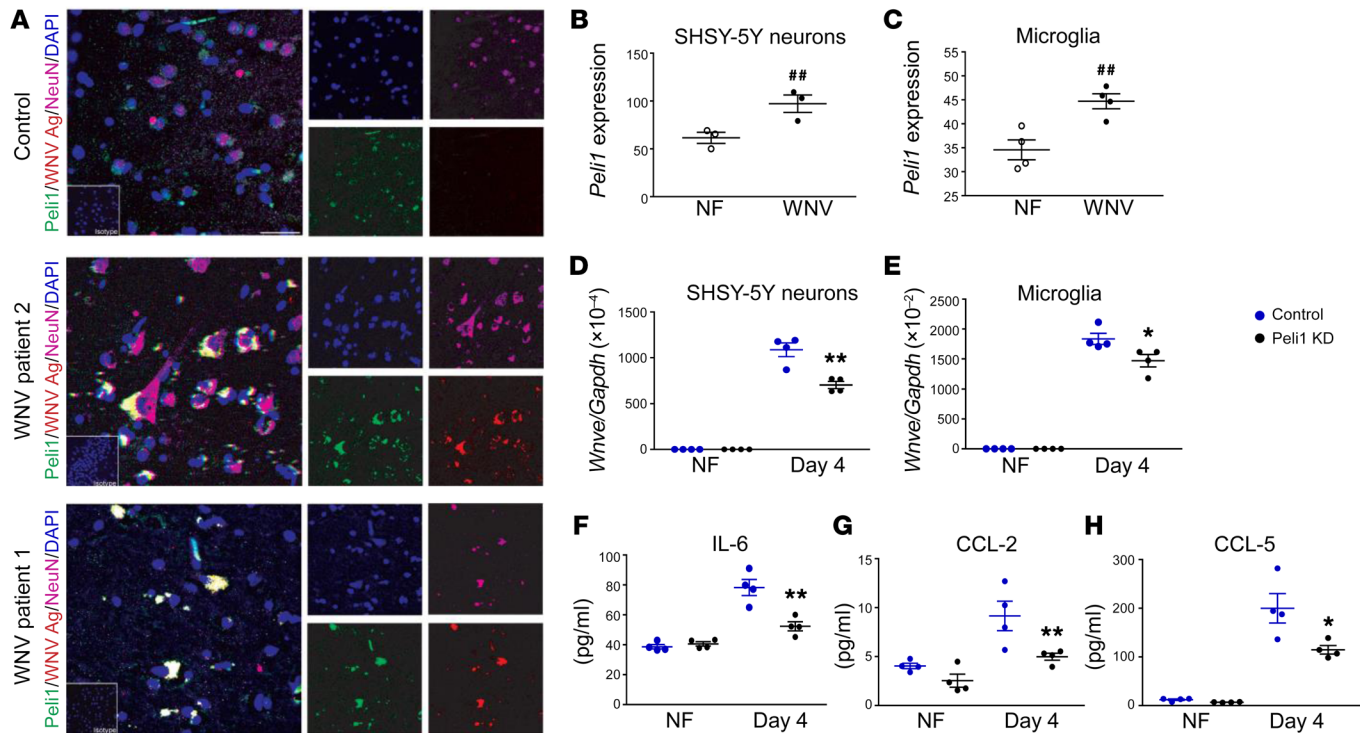 A
Control
Peli1/WNV Ag/NeuN/DAPI
Isotype
WNV patient 2
Peli1/WNV Ag/NeuN/DAPI
Isotype
WNV patient 1
Peli1/WNV Ag/NeuN/DAPI
Isotype
B
SHSY-5Y neurons
Peli1 expression
150
100
50
0
##
NF WNV
C
Microglia
Peli1 expression
55
50
45
40
35
30
25
##
NF WNV
D
SHSY-5Y neurons
Wnve/Gapdh (×10⁻⁴)
1500
1000
500
0
**
NF Day 4
E
Microglia
Wnve/Gapdh (×10⁻²)
2500
2000
1500
1000
500
0
*
NF Day 4
Control
Peli1 KD
F
IL-6
(pg/ml)
100
80
60
40
20
0
**
NF Day 4
G
CCL-2
(pg/ml)
15
10
5
0
**
NF Day 4
H
CCL-5
(pg/ml)
300
200
100
0
*
NF Day 4